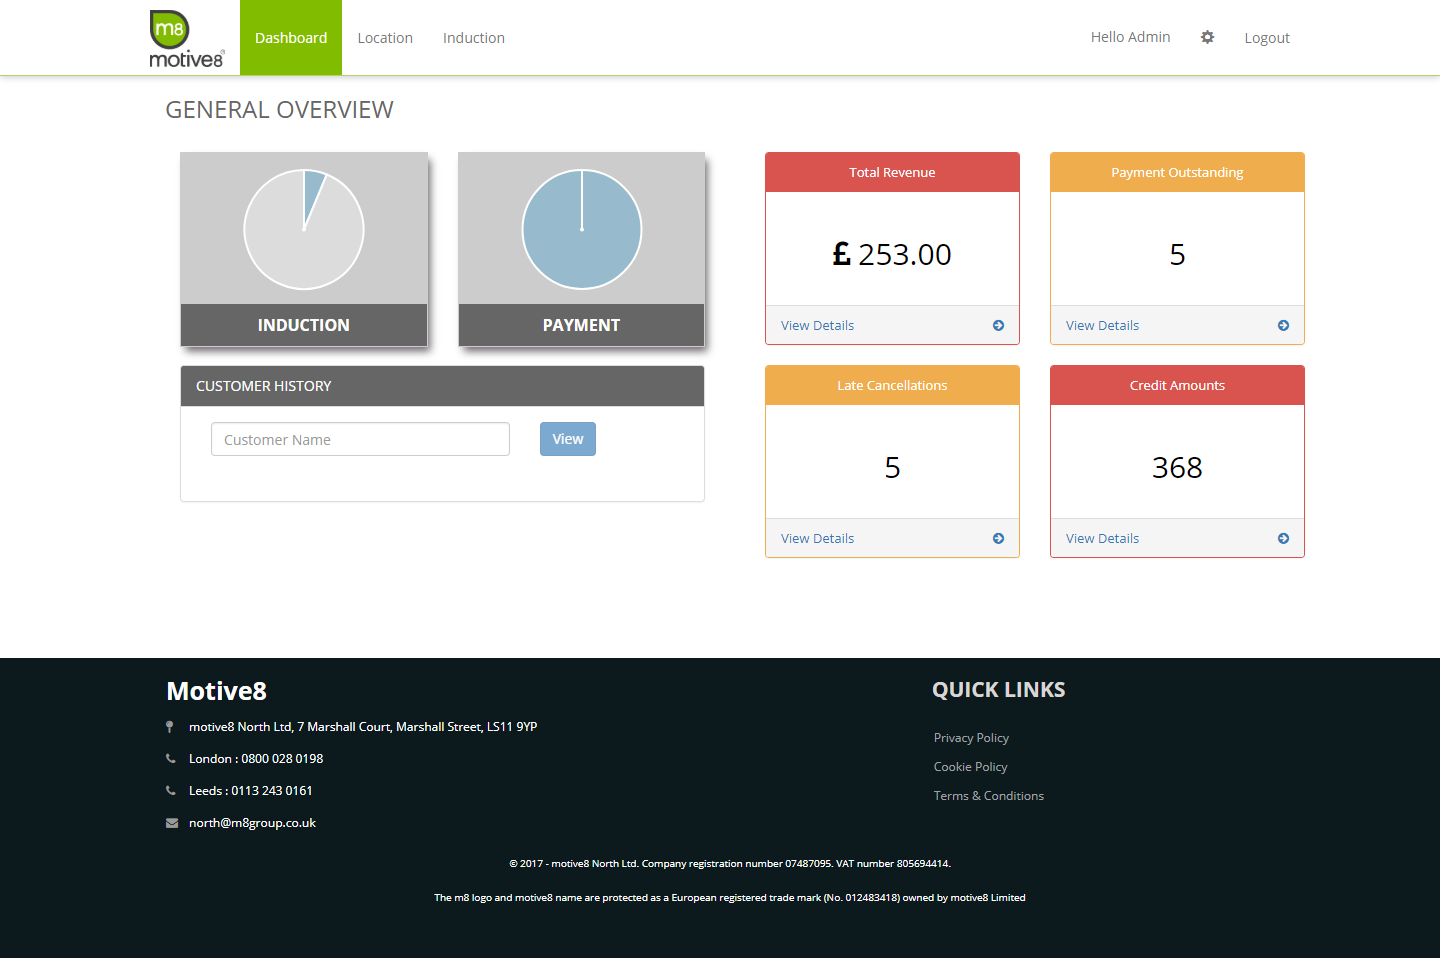 m8
motive8®
Dashboard
Location
Induction
Hello Admin
Logout
GENERAL OVERVIEW
INDUCTION
PAYMENT
CUSTOMER HISTORY
Customer Name
View
Total Revenue
£ 253.00
View Details
Payment Outstanding
5
View Details
Late Cancellations
5
View Details
Credit Amounts
368
View Details
Motive8
motive8 North Ltd, 7 Marshall Court, Marshall Street, LS11 9YP
London : 0800 028 0198
Leeds : 0113 243 0161
north@m8group.co.uk
QUICK LINKS
Privacy Policy
Cookie Policy
Terms & Conditions
© 2017 - motive8 North Ltd. Company registration number 07487095. VAT number 805694414.
The m8 logo and motive8 name are protected as a European registered trade mark (No. 012483418) owned by motive8 Limited